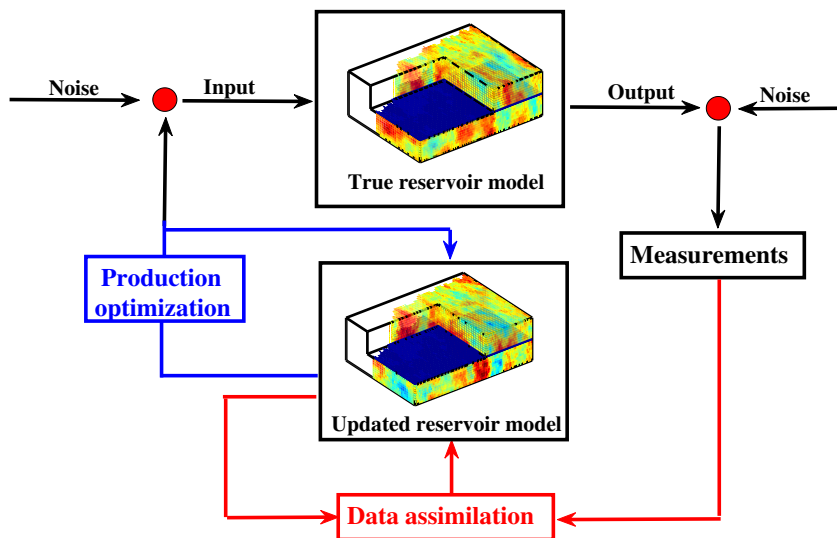 Noise
Input
Output
Noise
True reservoir model
Production
optimization
Measurements
Updated reservoir model
Data assimilation